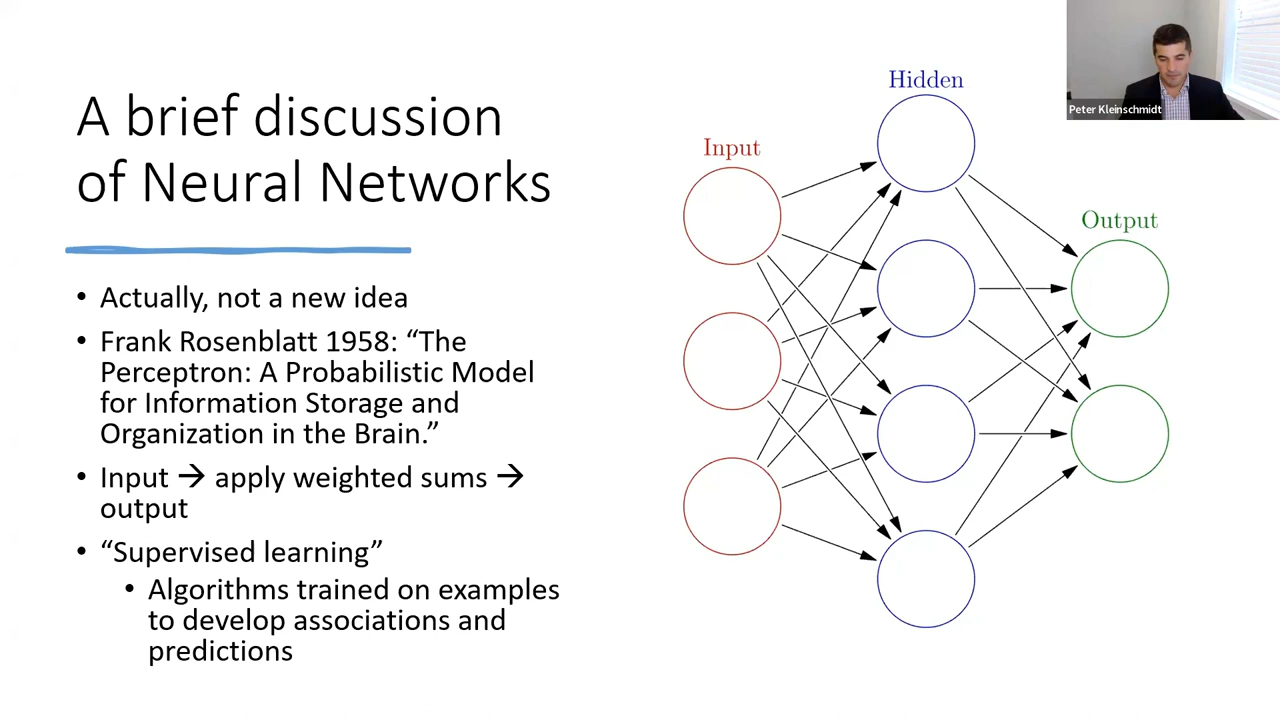 A brief discussion
of Neural Networks
• Actually, not a new idea
• Frank Rosenblatt 1958: “The
Perceptron: A Probabilistic Model
for Information Storage and
Organization in the Brain.”
• Input → apply weighted sums →
output
• “Supervised learning”
• Algorithms trained on examples
to develop associations and
predictions
Input
Hidden
Output
Peter Kleinschmidt